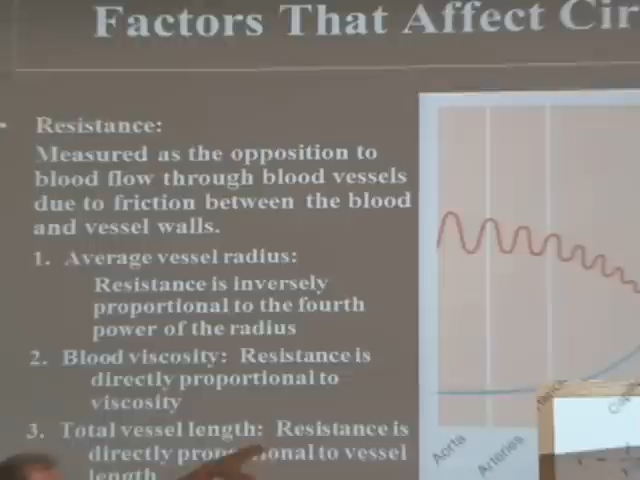 Factors That Affect Cir
Resistance:
Measured as the opposition to
blood flow through blood vessels
due to friction between the blood
and vessel walls.
1. Average vessel radius:
Resistance is inversely
proportional to the fourth
power of the radius
2. Blood viscosity: Resistance is
directly proportional to
viscosity
3. Total vessel length: Resistance is
directly prop ional to vessel
length
Aorta
Arteries